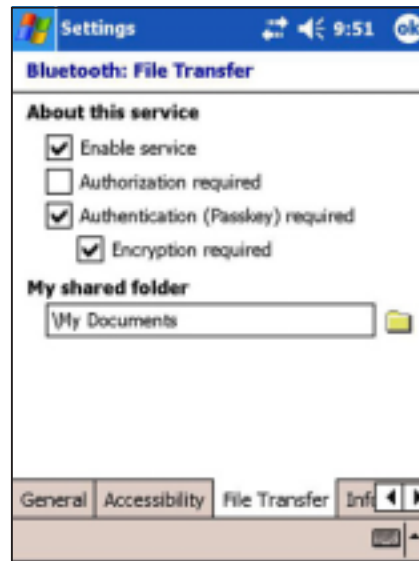 Settings 9:51 ok
Bluetooth: File Transfer
About this service
Enable service
Authorization required
Authentication (Passkey) required
Encryption required
My shared folder
\My Documents
General Accessibility File Transfer Inf